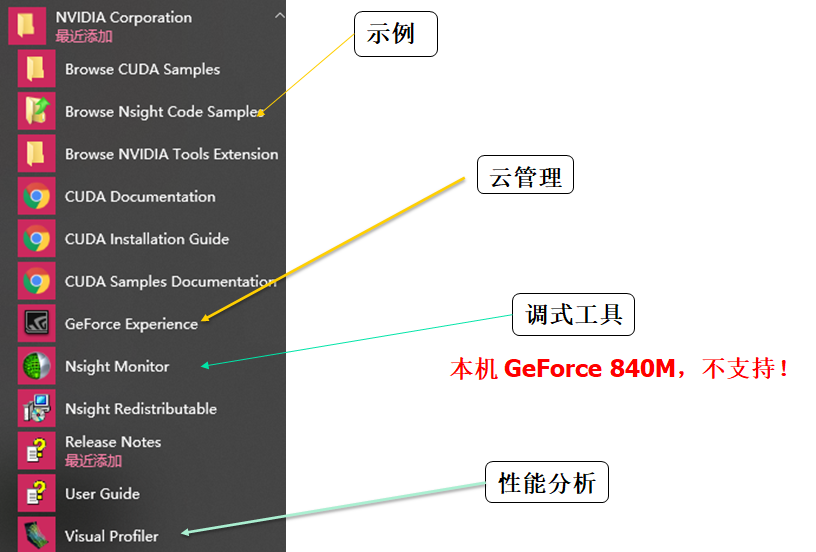 NVIDIA Corporation
最近添加
Browse CUDA Samples
Browse Nsight Code Samples
Browse NVIDIA Tools Extension
CUDA Documentation
CUDA Installation Guide
CUDA Samples Documentation
GeForce Experience
Nsight Monitor
Nsight Redistributable
Release Notes
最近添加
User Guide
Visual Profiler
示例
云管理
调式工具
本机 GeForce 840M，不支持！
性能分析